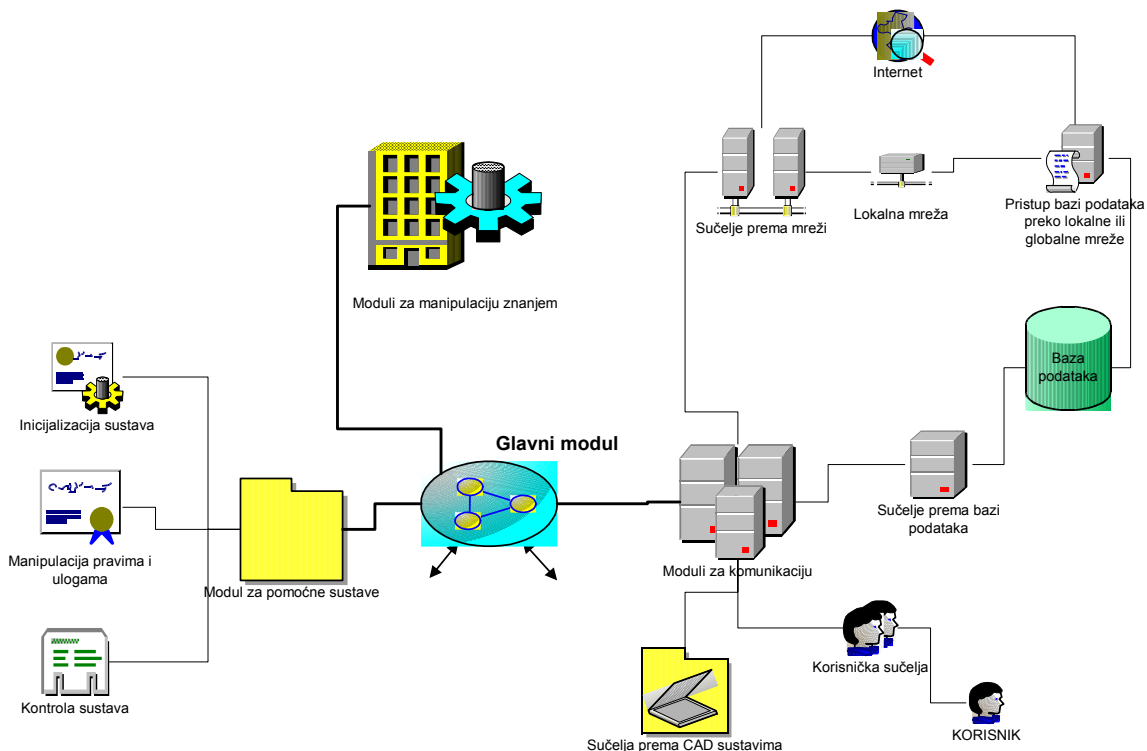 Internet
Sučelje prema mreži
Lokalna mreža
Pristup bazi podataka
preko lokalne ili
globalne mreže
Moduli za manipulaciju znanjem
Baza
podataka
Inicijalizacija sustava
Glavni modul
Sučelje prema bazi
podataka
Manipulacija pravima i
ulogama
Modul za pomoćne sustave
Moduli za komunikaciju
Korisnička sučelja
Kontrola sustava
KORISNIK
Sučelja prema CAD sustavima